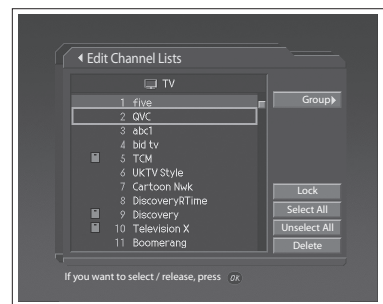 Edit Channel Lists
TV
1 five
2 QVC
3 abc1
4 bid tv
5 TCM
6 UKTV Style
7 Cartoon Nwk
8 DiscoveryRTime
9 Discovery
10 Television X
11 Boomerang
Group
Lock
Select All
Unselect All
Delete
If you want to select / release, press OK